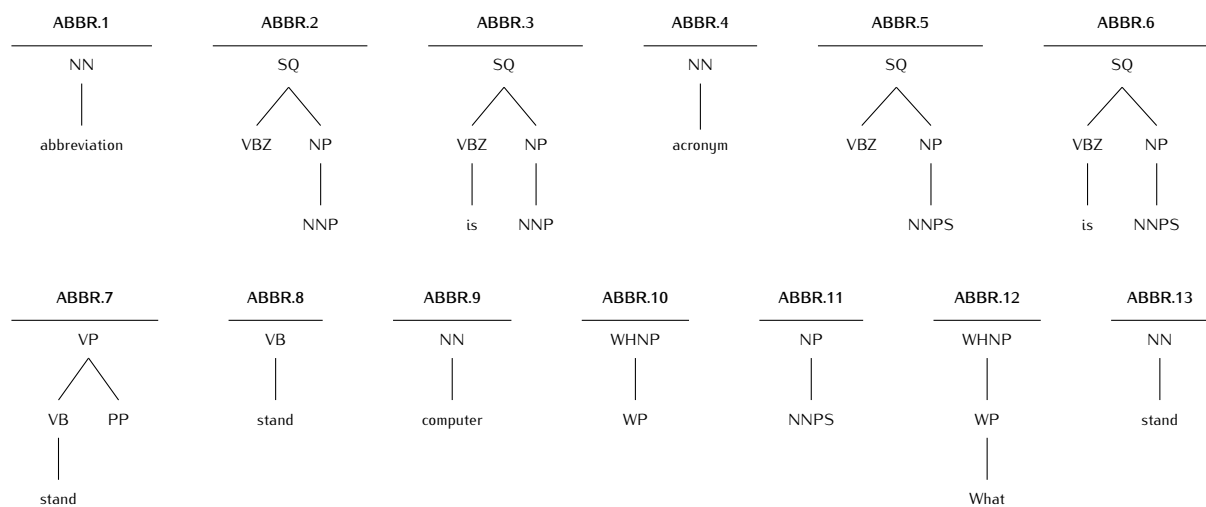 ABBR.1 ABBR.2 ABBR.3 ABBR.4 ABBR.5 ABBR.6
NN SQ SQ NN SQ SQ
abbreviation VBZ NP VBZ NP acronym VBZ NP VBZ NP
NNP is NNP NNPS is NNPS
ABBR.7 ABBR.8 ABBR.9 ABBR.10 ABBR.11 ABBR.12 ABBR.13
VP VB NN WHNP NP WHNP NN
VB PP stand computer WP NNPS WP stand
stand What